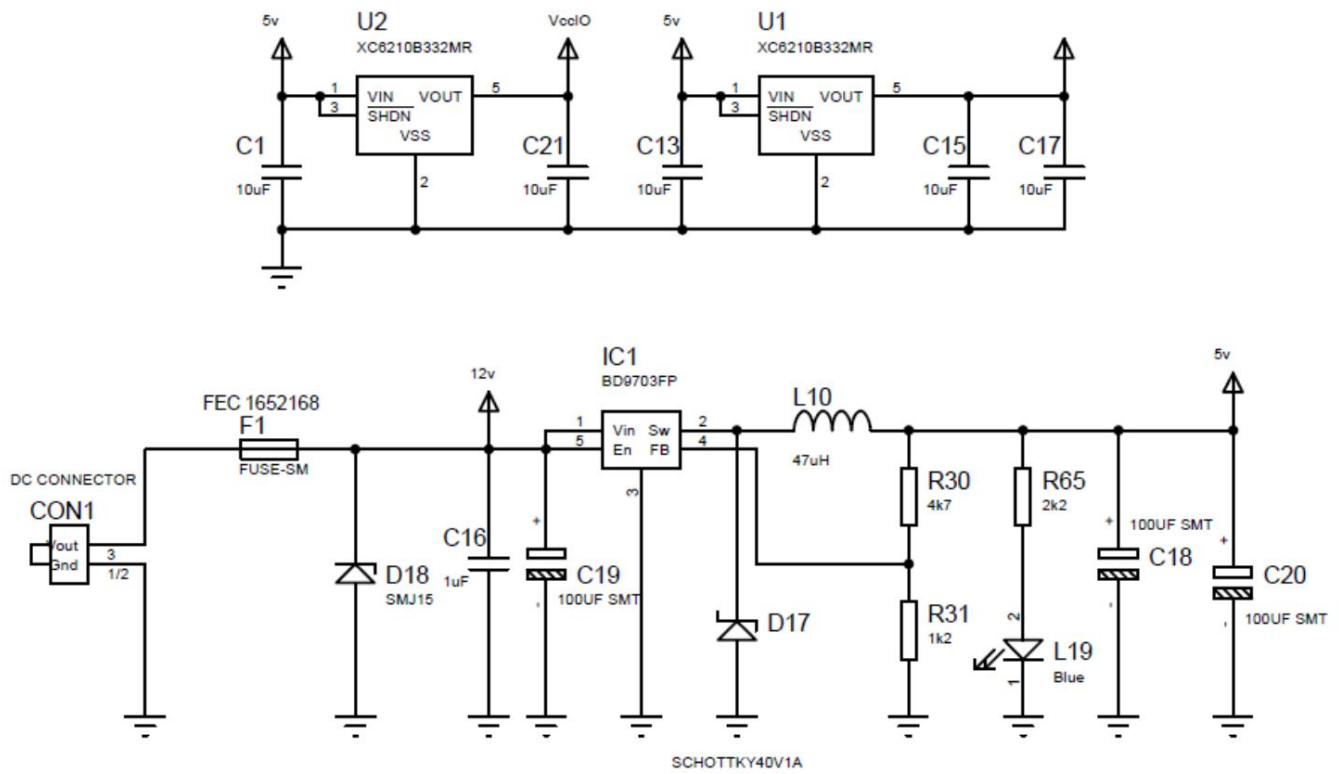 5v
U2
XC6210B332MR
VccIO
5v
U1
XC6210B332MR
1
VIN
VOUT
5
3
SHDN
VSS
2
C1
10uF
C21
10uF
C13
10uF
1
VIN
VOUT
5
3
SHDN
VSS
2
C15
10uF
C17
10uF
FEC 1652168
F1
FUSE-SM
12v
IC1
BD9703FP
1
Vin
Sw
2
5
En
FB
4
3
L10
47uH
5v
DC CONNECTOR
CON1
Vout
Gnd
3
1/2
D18
SMJ15
C16
1uF
+
C19
100UF SMT
-
D17
R30
4k7
R31
1k2
R65
2k2
2
L19
Blue
1
+
100UF SMT
C18
-
+
C20
100UF SMT
-
SCHOTTKY40V1A